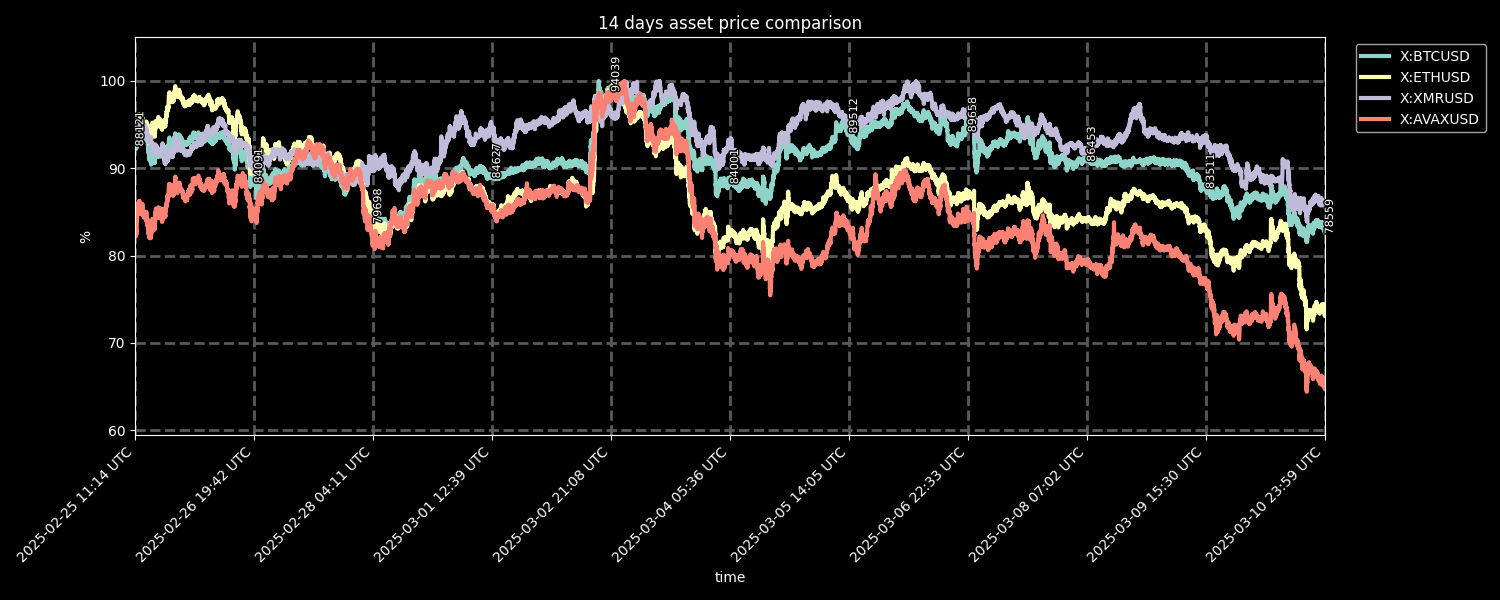 14 days asset price comparison
X:BTCUSD
X:ETHUSD
X:XMRUSD
X:AVAXUSD
100
90
80
70
60
%
88121
84091
79698
84627
94039
84001
89512
89658
86453
83511
78559
2025-02-25 11:14 UTC
2025-02-26 19:42 UTC
2025-02-28 04:11 UTC
2025-03-01 12:39 UTC
2025-03-02 21:08 UTC
2025-03-04 05:36 UTC
2025-03-05 14:05 UTC
2025-03-06 22:33 UTC
2025-03-08 07:02 UTC
2025-03-09 15:30 UTC
2025-03-10 23:59 UTC
time